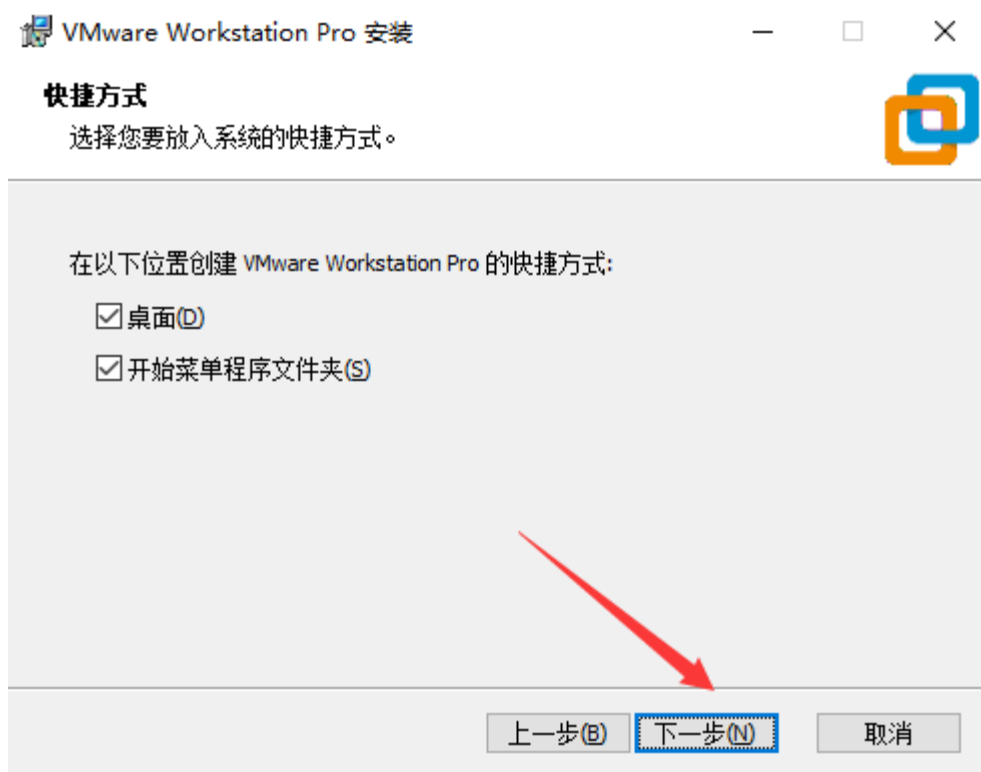 VMware Workstation Pro 安装
快捷方式
选择您要放入系统的快捷方式。
在以下位置创建 VMware Workstation Pro 的快捷方式:
桌面(D)
开始菜单程序文件夹(S)
上一步(B) 下一步(N) 取消